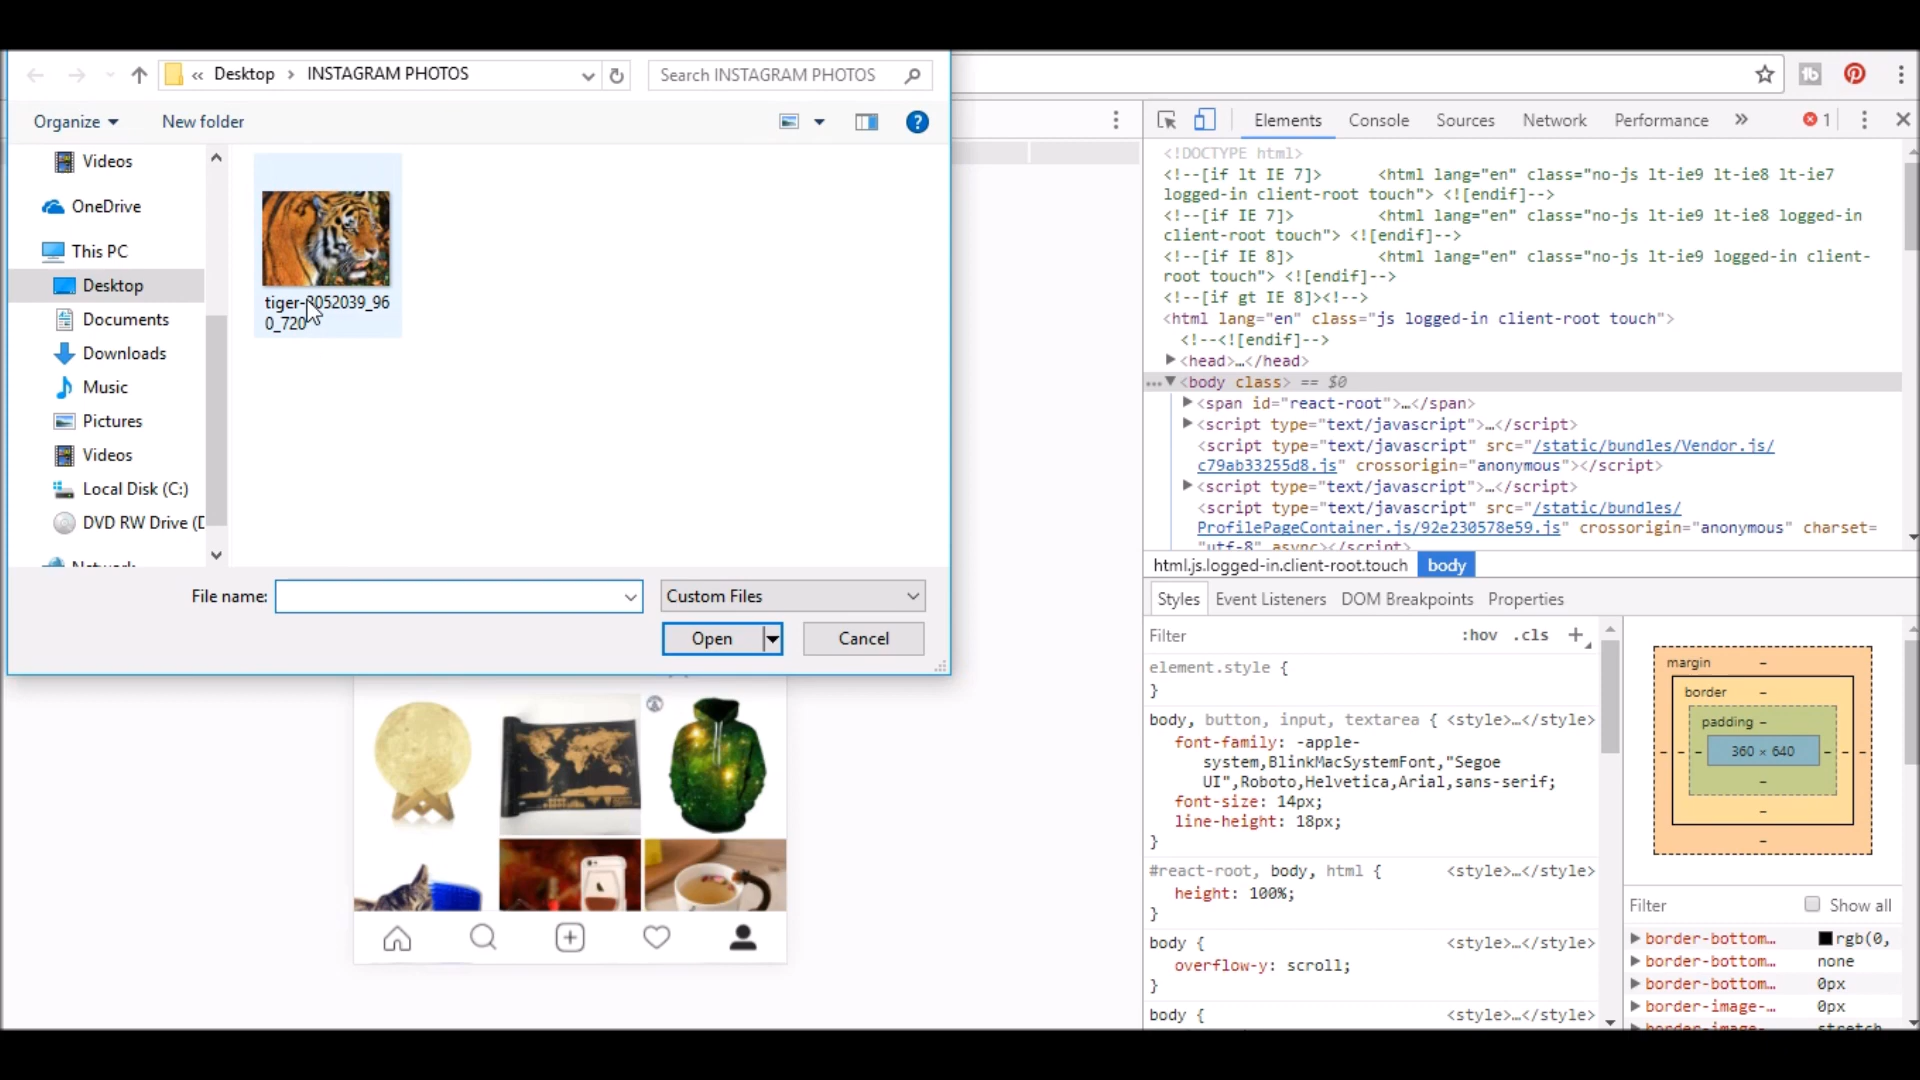 « Desktop › INSTAGRAM PHOTOS
Search INSTAGRAM PHOTOS
Organize
New folder
Videos
OneDrive
This PC
Desktop
Documents
Downloads
Music
Pictures
Videos
Local Disk (C:)
DVD RW Drive (D
tiger-3052039_96
0_720
File name:
Custom Files
Open
Cancel
Elements
Console
Sources
Network
Performance
»
1
<!DOCTYPE html>
<!--[if lt IE 7]>      <html lang="en" class="no-js lt-ie9 lt-ie8 lt-ie7
logged-in client-root touch"> <![endif]-->
<!--[if IE 7]>         <html lang="en" class="no-js lt-ie9 lt-ie8 logged-in
client-root touch"> <![endif]-->
<!--[if IE 8]>         <html lang="en" class="no-js lt-ie9 logged-in client-
root touch"> <![endif]-->
<!--[if gt IE 8]><!-->
<html lang="en" class="js logged-in client-root touch">
<!--<![endif]-->
<head>…</head>
<body class> == $0
<span id="react-root">…</span>
<script type="text/javascript">…</script>
<script type="text/javascript" src="/static/bundles/Vendor.js/
c79ab33255d8.js" crossorigin="anonymous"></script>
<script type="text/javascript">…</script>
<script type="text/javascript" src="/static/bundles/
ProfilePageContainer.js/92e230578e59.js" crossorigin="anonymous" charset=
"utf-8" async></script>
html.js.logged-in.client-root.touch
body
Styles
Event Listeners
DOM Breakpoints
Properties
Filter
:hov .cls +
element.style {
}
body, button, input, textarea { <style>…</style>
font-family: -apple-
system,BlinkMacSystemFont,"Segoe
UI",Roboto,Helvetica,Arial,sans-serif;
font-size: 14px;
line-height: 18px;
}
#react-root, body, html { <style>…</style>
height: 100%;
}
body { <style>…</style>
overflow-y: scroll;
}
body { <style>…</style>
margin –
border –
padding –
360 × 640
Filter
Show all
border-bottom… rgb(0,
border-bottom… none
border-bottom… 0px
border-image-… 0px